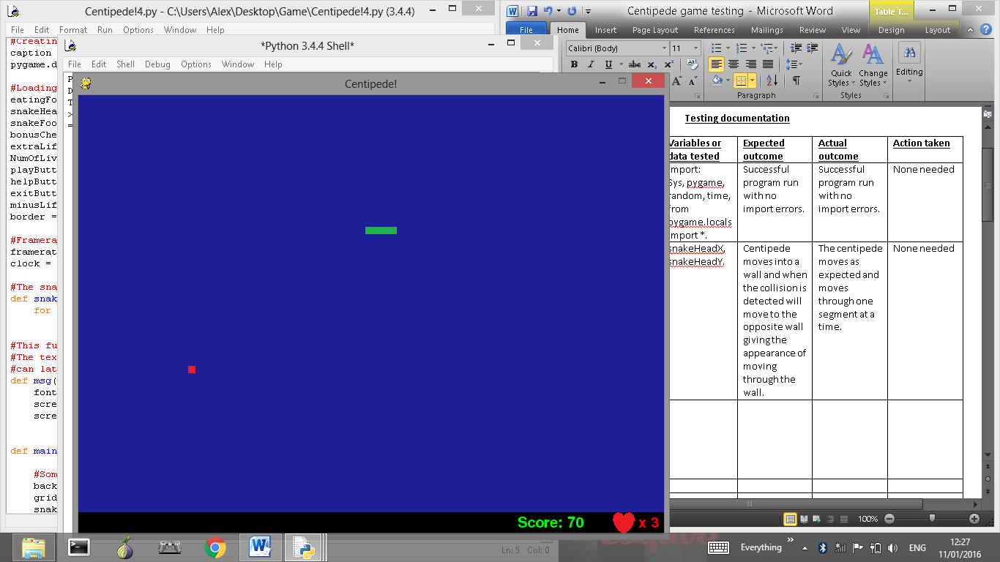 Centipede!4.py - C:\Users\Alex\Desktop\Game\Centipede!4.py (3.4.4)
File Edit Format Run Options Window Help
#Creatin
caption
pygame.d
#Loading
eatingFo
snakeHea
snakeFoo
bonusChe
extraLif
NumOfLiv
playButt
helpButt
exitButt
minusLif
border =
#Framera
framerat
clock =
#The sna
def snak
for
#This fu
#The tex
#can lat
def msg(
font
scre
scre
def main
#Som
back
grid
snak
*Python 3.4.4 Shell*
File Edit Shell Debug Options Window Help
P
D
T
>
=
Centipede!
Score: 70
x 3
Ln: 5 Col: 0
Centipede game testing - Microsoft Word
Table T...
File Home Insert Page Layout References Mailings Review View Design Layout
Calibri (Body) 11
B I U abc x₂ x²
Paragraph
Quick Styles
Change Styles
Editing
Styles
Testing documentation
Variables or data tested
Expected outcome
Actual outcome
Action taken
import:
Sys, pygame,
random, time,
from
pygame.locals
import *.
Successful
program run
with no
import errors.
Successful
program run
with no
import errors.
None needed
snakeHeadX,
snakeHeadY.
Centipede
moves into a
wall and when
the collision is
detected will
move to the
opposite wall
giving the
appearance of
moving
through the
wall.
The centipede
moves as
expected and
moves
through one
segment at a
time.
None needed
100%
Everything
ENG
12:27
11/01/2016